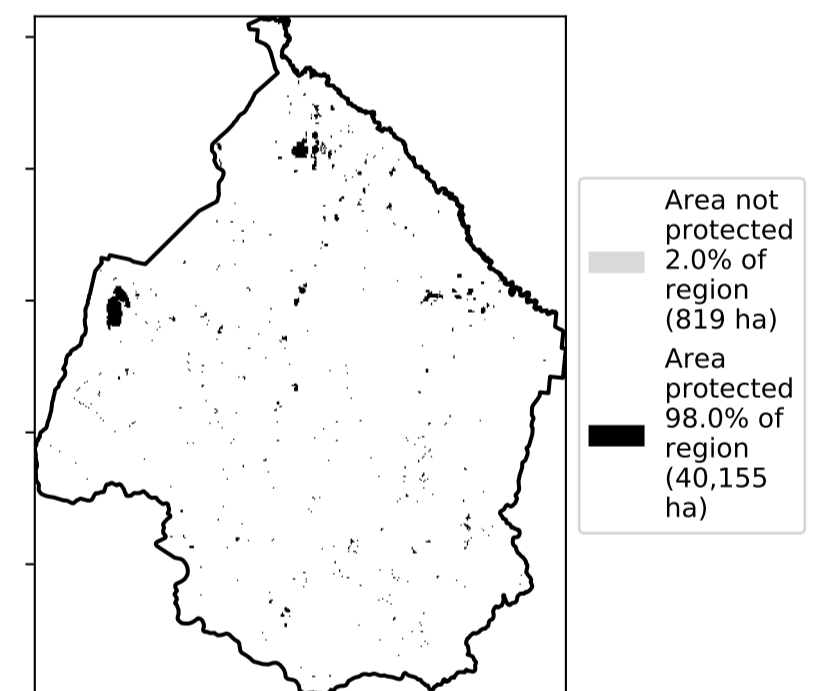 Area not
protected
2.0% of
region
(819 ha)
Area
protected
98.0% of
region
(40,155
ha)